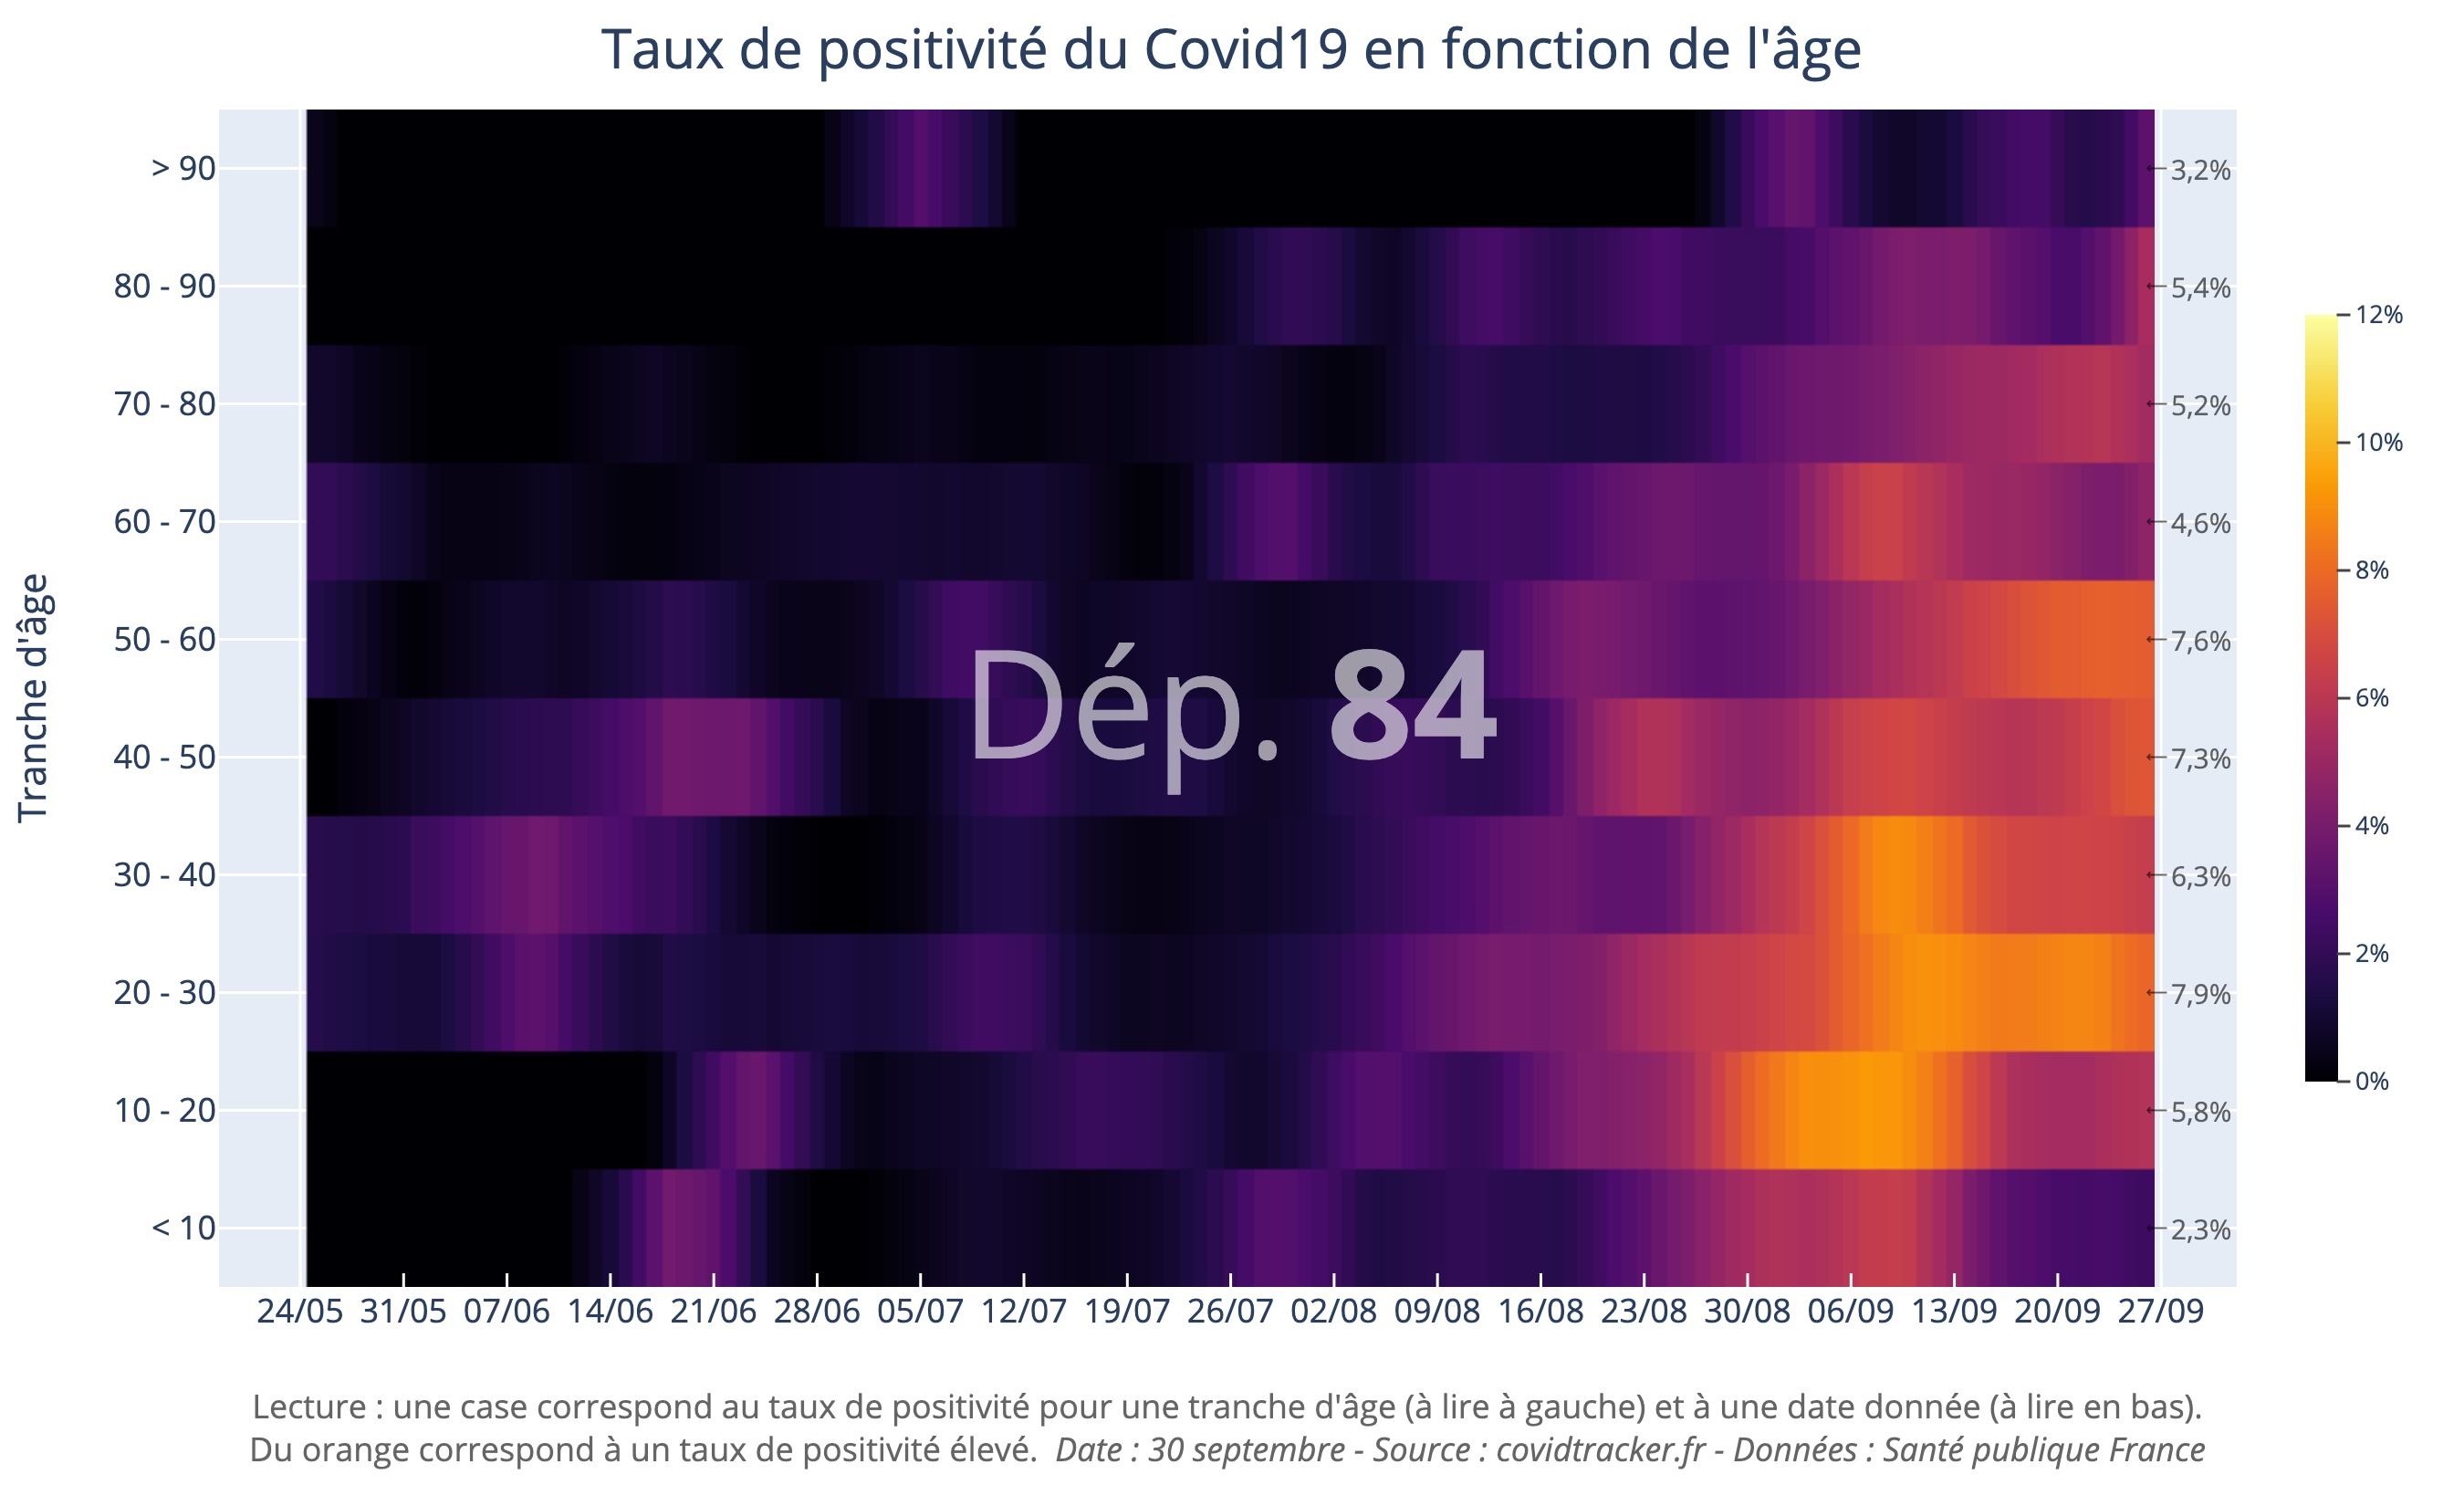 Taux de positivité du Covid19 en fonction de l'âge
Tranche d'âge
> 90
80 - 90
70 - 80
60 - 70
50 - 60
40 - 50
30 - 40
20 - 30
10 - 20
< 10
Dép. 84
3,2%
5,4%
5,2%
4,6%
7,6%
7,3%
6,3%
7,9%
5,8%
2,3%
12%
10%
8%
6%
4%
2%
0%
24/05 31/05 07/06 14/06 21/06 28/06 05/07 12/07 19/07 26/07 02/08 09/08 16/08 23/08 30/08 06/09 13/09 20/09 27/09
Lecture : une case correspond au taux de positivité pour une tranche d'âge (à lire à gauche) et à une date donnée (à lire en bas).
Du orange correspond à un taux de positivité élevé. Date : 30 septembre - Source : covidtracker.fr - Données : Santé publique France